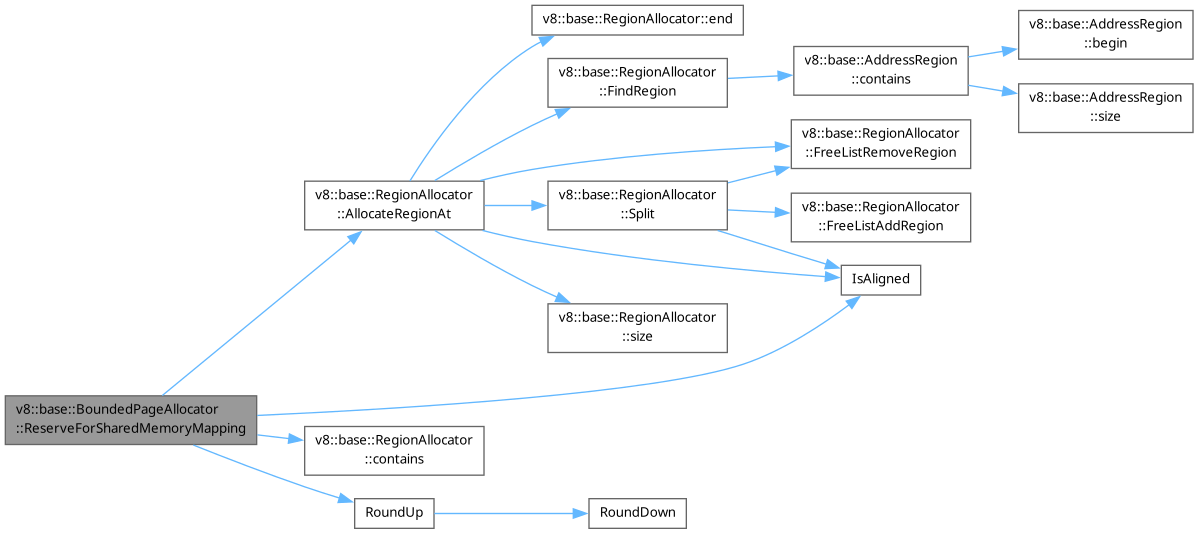 v8::base::BoundedPageAllocator
::ReserveForSharedMemoryMapping
v8::base::RegionAllocator
::AllocateRegionAt
v8::base::RegionAllocator::end
v8::base::RegionAllocator
::FindRegion
v8::base::AddressRegion
::contains
v8::base::AddressRegion
::begin
v8::base::AddressRegion
::size
v8::base::RegionAllocator
::FreeListRemoveRegion
v8::base::RegionAllocator
::Split
v8::base::RegionAllocator
::FreeListAddRegion
IsAligned
v8::base::RegionAllocator
::size
v8::base::RegionAllocator
::contains
RoundUp
RoundDown